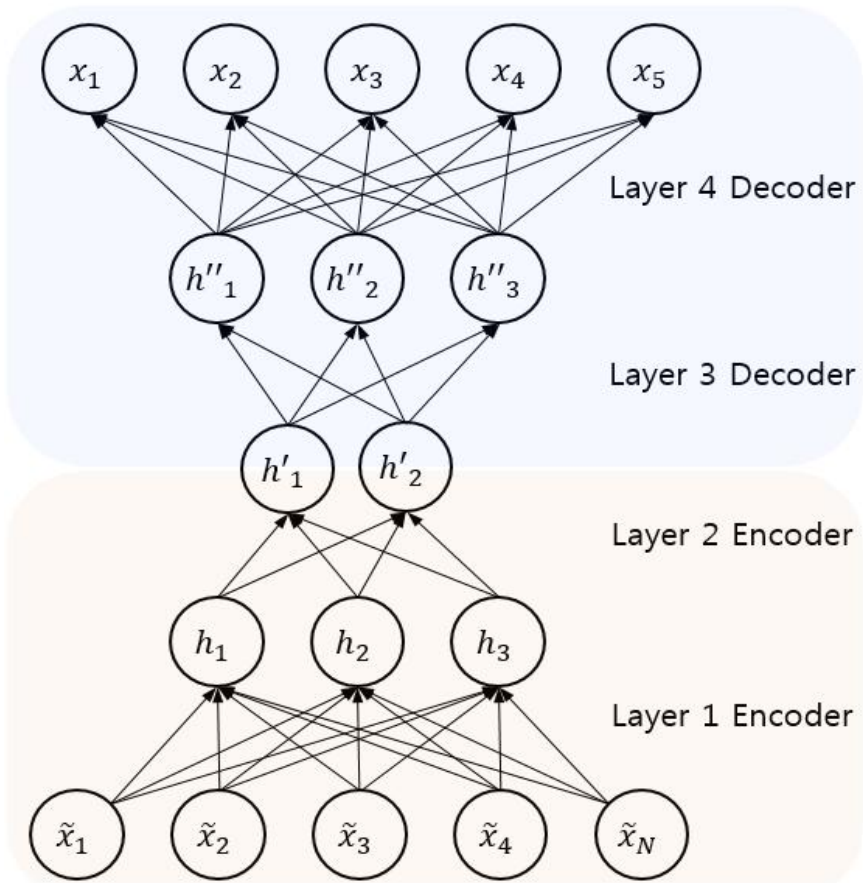 x₁ x₂ x₃ x₄ x₅
Layer 4 Decoder
h″₁ h″₂ h″₃
Layer 3 Decoder
h′₁ h′₂
Layer 2 Encoder
h₁ h₂ h₃
Layer 1 Encoder
x̃₁ x̃₂ x̃₃ x̃₄ x̃N